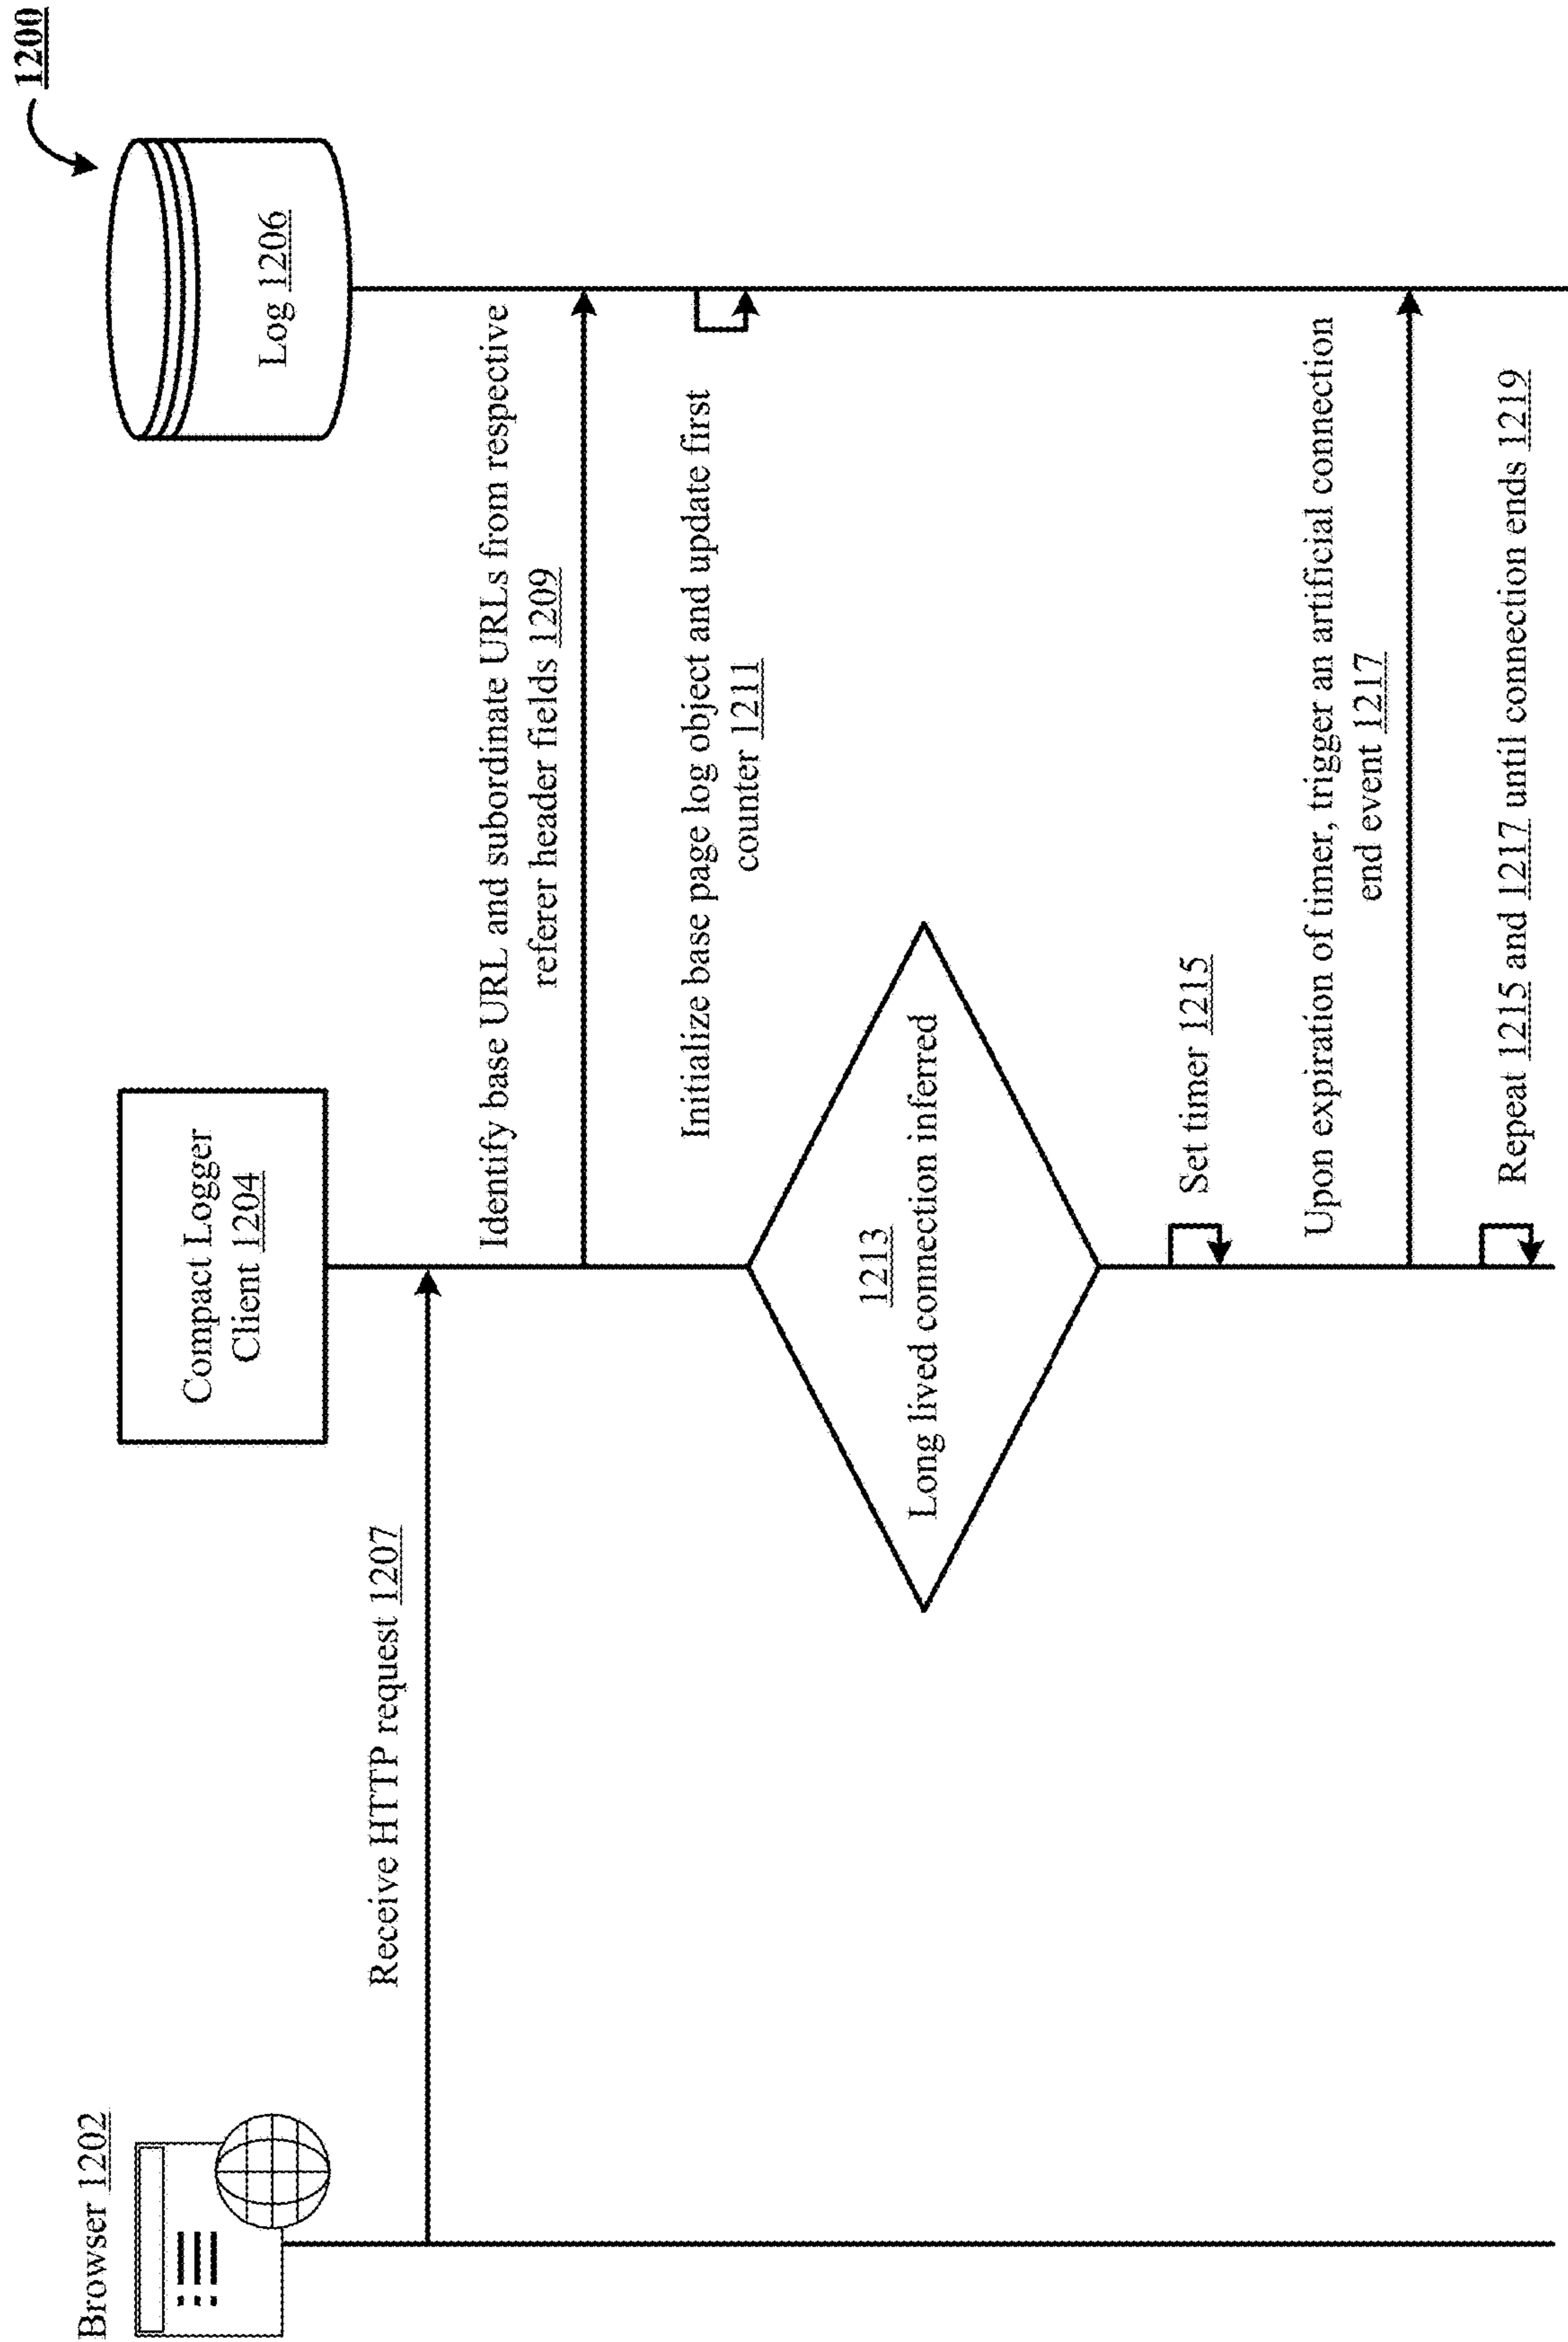 1200
Browser 1202
Compact Logger
Client 1204
Log 1206
Receive HTTP request 1207
Identify base URL and subordinate URLs from respective
referer header fields 1209
Initialize base page log object and update first
counter 1211
1213
Long lived connection inferred
Set timer 1215
Upon expiration of timer, trigger an artificial connection
end event 1217
Repeat 1215 and 1217 until connection ends 1219